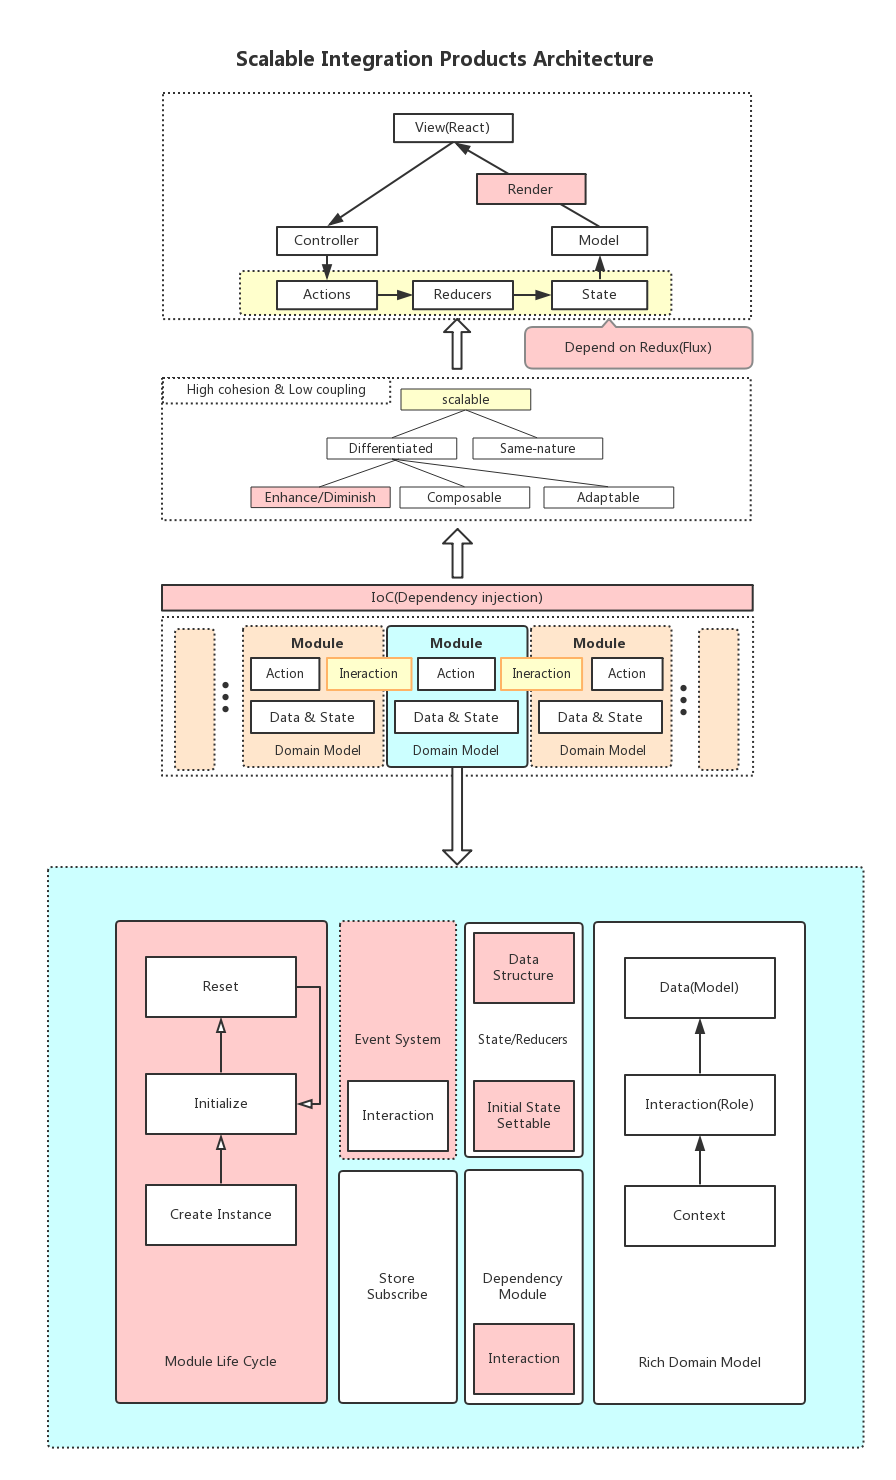 Scalable Integration Products Architecture
View(React)
Render
Controller
Model
Actions
Reducers
State
Depend on Redux(Flux)
High cohesion & Low coupling
scalable
Differentiated
Same-nature
Enhance/Diminish
Composable
Adaptable
IoC(Dependency injection)
Module
Module
Module
Action
Ineraction
Action
Ineraction
Action
Data & State
Data & State
Data & State
Domain Model
Domain Model
Domain Model
Reset
Initialize
Create Instance
Module Life Cycle
Event System
Interaction
Data
Structure
State/Reducers
Initial State
Settable
Store
Subscribe
Dependency
Module
Interaction
Data(Model)
Interaction(Role)
Context
Rich Domain Model